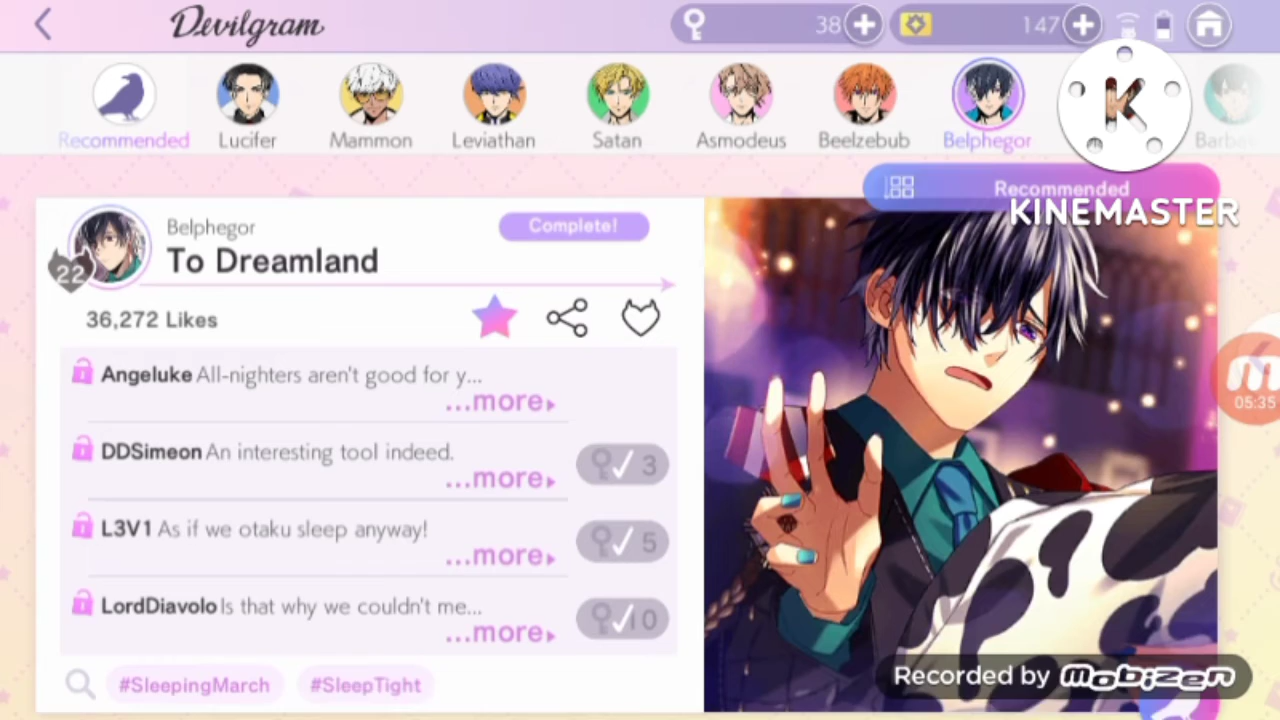 Devilgram
38
147
Recommended
Lucifer
Mammon
Leviathan
Satan
Asmodeus
Beelzebub
Belphegor
K
Recommended
KINEMASTER
Belphegor
Complete!
22
To Dreamland
36,272 Likes
Angeluke All-nighters aren't good for y...
...more
DDSimeon An interesting tool indeed.
...more
3
L3V1 As if we otaku sleep anyway!
...more
5
LordDiavolo Is that why we couldn't me...
...more
10
#SleepingMarch
#SleepTight
05:35
Recorded by mobizen